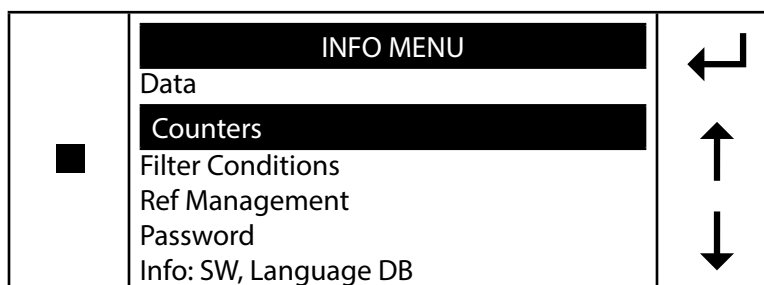 INFO MENU
Data
Counters
Filter Conditions
Ref Management
Password
Info: SW, Language DB